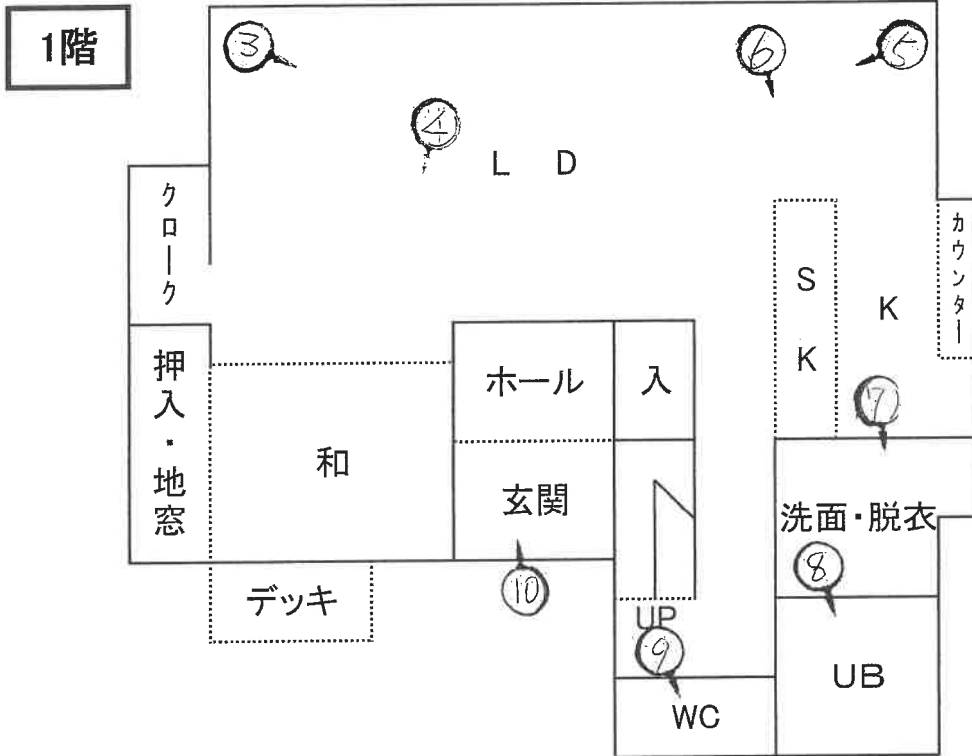 1階
③
⑥
⑤
④
L D
クローク
カウンター
S K
K
押入・地窓
ホール
入
⑦
和
玄関
洗面・脱衣
⑧
デッキ
⑩
UP
⑨
UB
WC